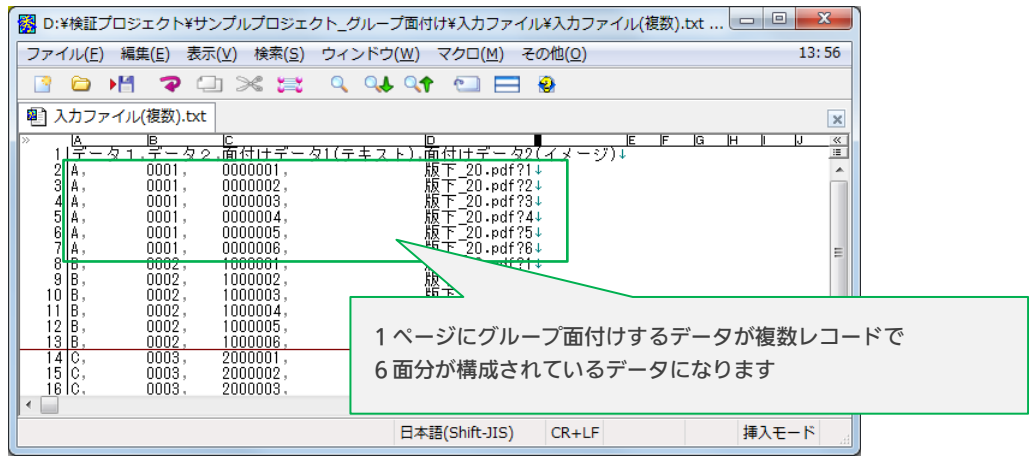 D:¥検証プロジェクト¥サンプルプロジェクト_グループ面付け¥入力ファイル¥入力ファイル(複数).txt ...
ファイル(F) 編集(E) 表示(V) 検索(S) ウィンドウ(W) マクロ(M) その他(O) 13:56
入力ファイル(複数).txt
A B C D E F G H I J
1 データ1,データ2,面付けデータ1(テキスト),面付けデータ2(イメージ)↓
2 A, 0001, 0000001, 版下_20.pdf?1↓
3 A, 0001, 0000002, 版下_20.pdf?2↓
4 A, 0001, 0000003, 版下_20.pdf?3↓
5 A, 0001, 0000004, 版下_20.pdf?4↓
6 A, 0001, 0000005, 版下_20.pdf?5↓
7 A, 0001, 0000006, 版下_20.pdf?6↓
8 B, 0002, 1000001, .pdf?1↓
9 B, 0002, 1000002, 版
10 B, 0002, 1000003, 版下
11 B, 0002, 1000004,
12 B, 0002, 1000005,
13 B, 0002, 1000006,
14 C, 0003, 2000001,
15 C, 0003, 2000002,
16 C, 0003, 2000003,
1ページにグループ面付けするデータが複数レコードで
6面分が構成されているデータになります
日本語(Shift-JIS) CR+LF 挿入モード